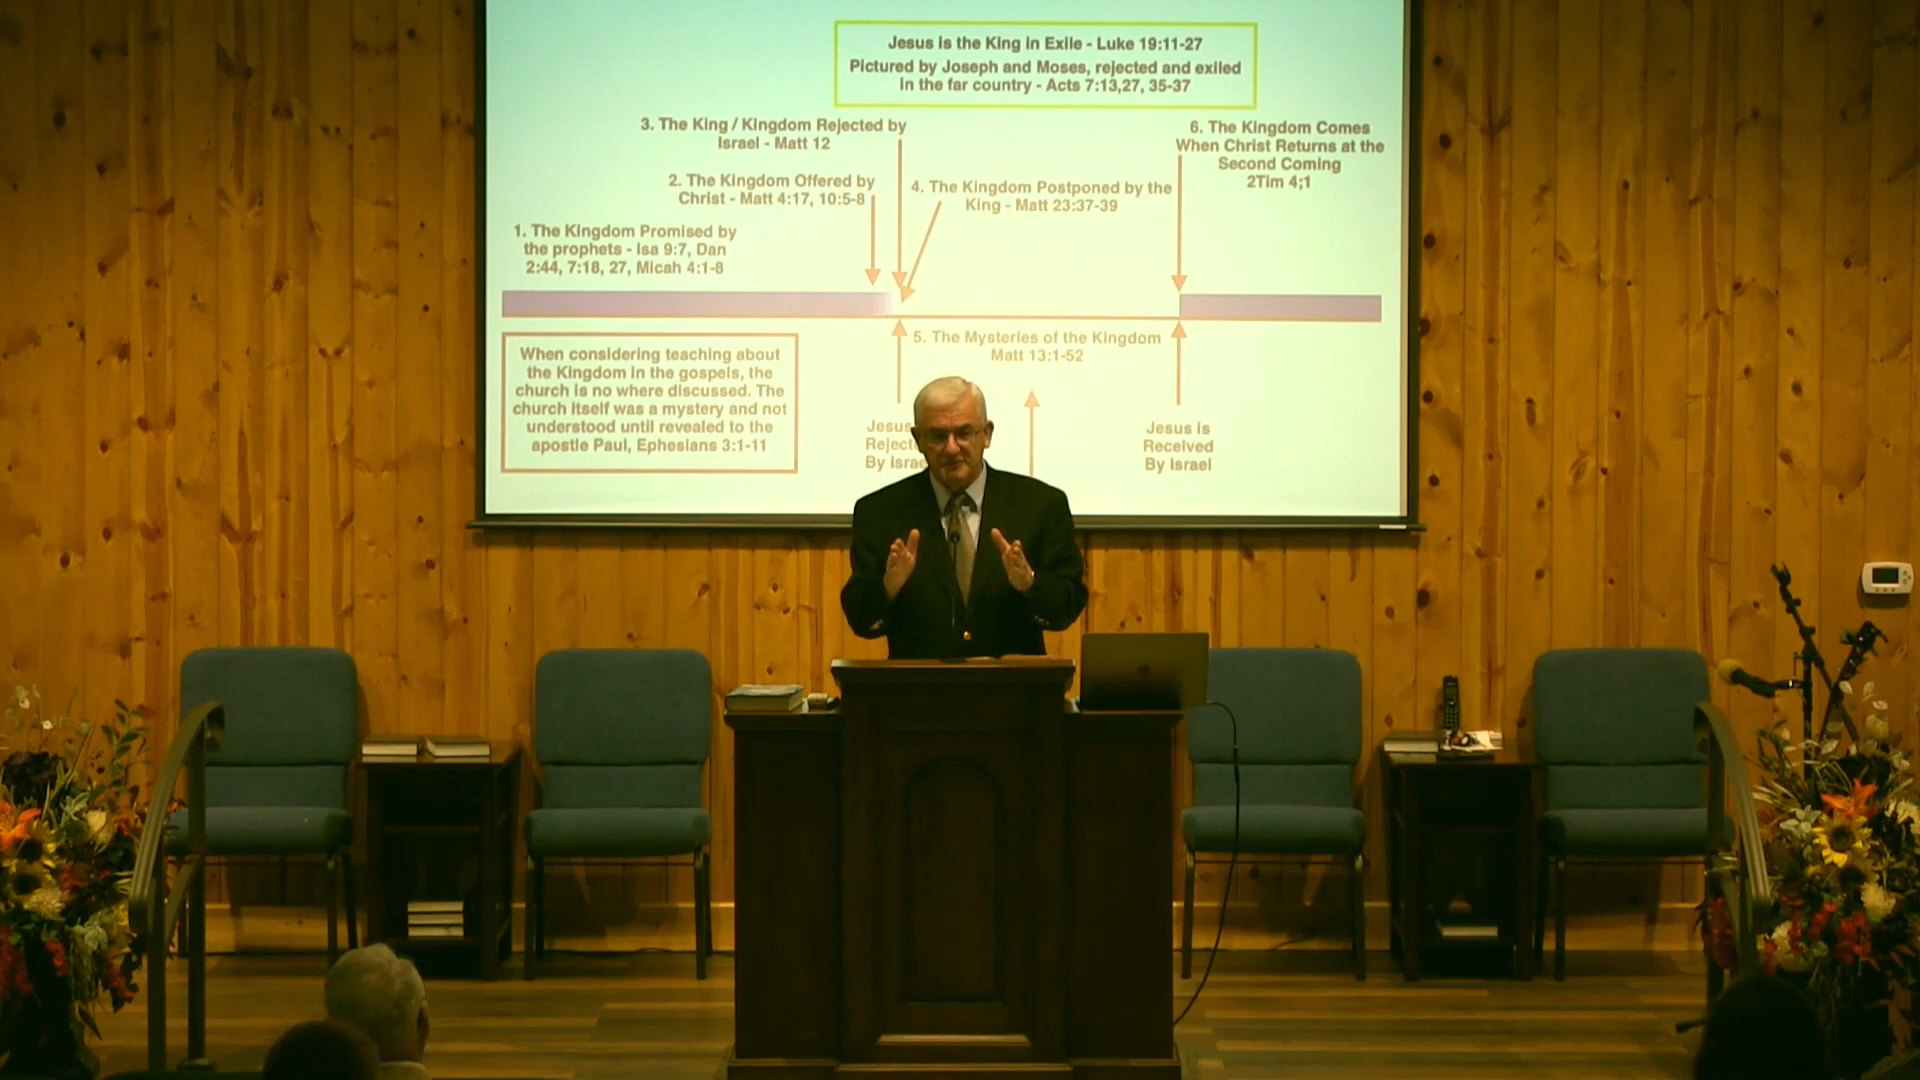 Jesus is the King in Exile - Luke 19:11-27
Pictured by Joseph and Moses, rejected and exiled
in the far country - Acts 7:13,27, 35-37
3. The King / Kingdom Rejected by
Israel - Matt 12
2. The Kingdom Offered by
Christ - Matt 4:17, 10:5-8
1. The Kingdom Promised by
the prophets - Isa 9:7, Dan
2:44, 7:18, 27, Micah 4:1-8
4. The Kingdom Postponed by the
King - Matt 23:37-39
6. The Kingdom Comes
When Christ Returns at the
Second Coming
2Tim 4;1
When considering teaching about
the Kingdom in the gospels, the
church is no where discussed. The
church itself was a mystery and not
understood until revealed to the
apostle Paul, Ephesians 3:1-11
5. The Mysteries of the Kingdom
Matt 13:1-52
Jesus
By
Jesus is
Received
By Israel